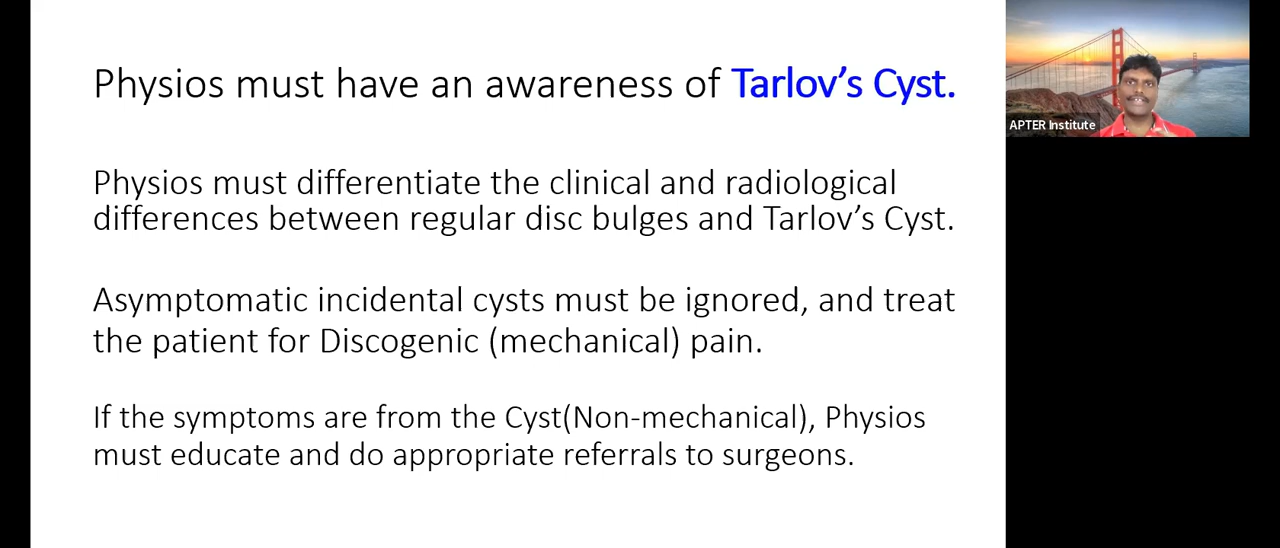 Physios must have an awareness of Tarlov’s Cyst.
APTER Institute
Physios must differentiate the clinical and radiological
differences between regular disc bulges and Tarlov’s Cyst.
Asymptomatic incidental cysts must be ignored, and treat
the patient for Discogenic (mechanical) pain.
If the symptoms are from the Cyst(Non-mechanical), Physios
must educate and do appropriate referrals to surgeons.